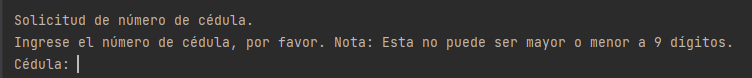 Solicitud de número de cédula.
Ingrese el número de cédula, por favor. Nota: Esta no puede ser mayor o menor a 9 dígitos.
Cédula: